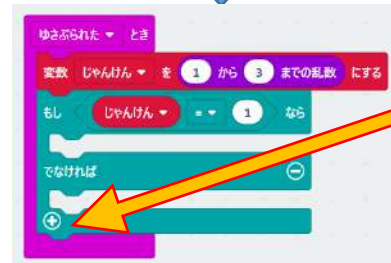 ゆさぶられた とき
変数 じゃんけん を 1 から 3 までの乱数 にする
もし じゃんけん = 1 なら
でなければ